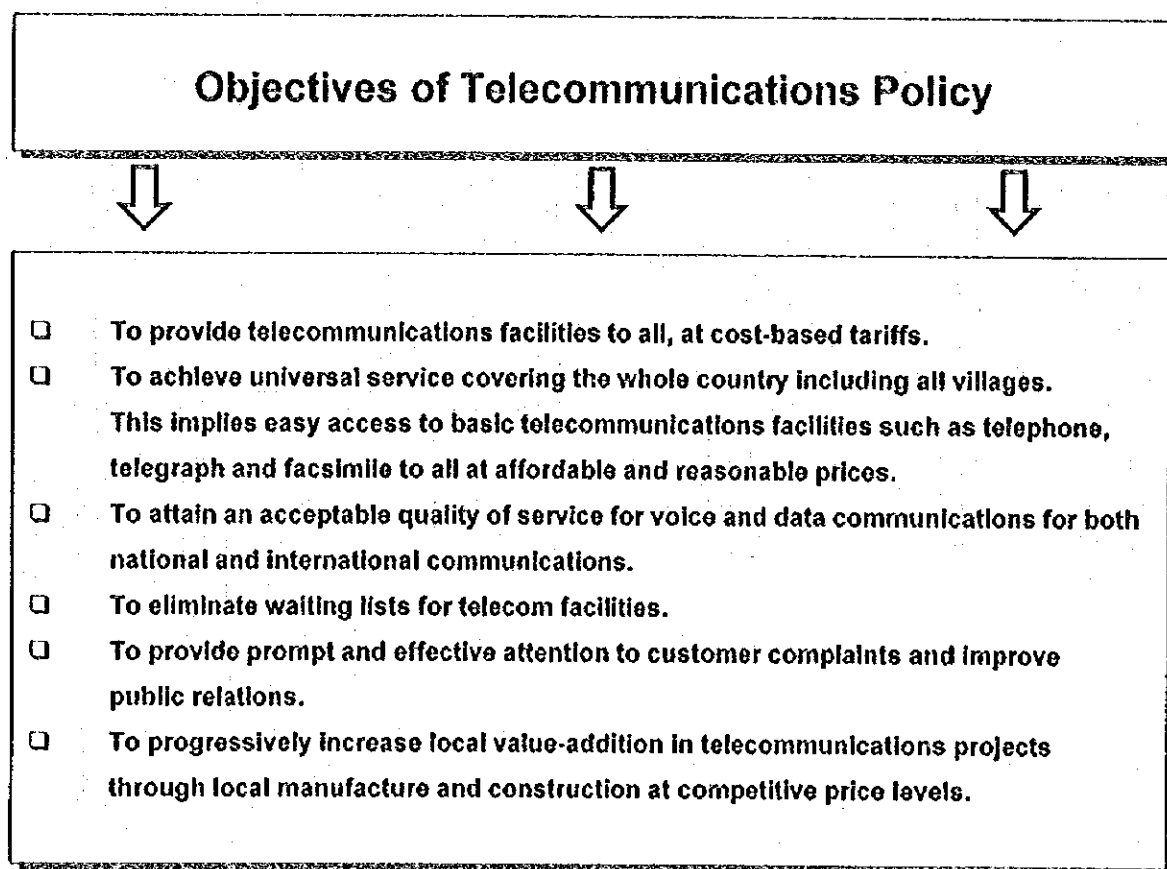 Objectives of Telecommunications Policy
❑ To provide telecommunications facilities to all, at cost-based tariffs.
❑ To achieve universal service covering the whole country including all villages.
This implies easy access to basic telecommunications facilities such as telephone,
telegraph and facsimile to all at affordable and reasonable prices.
❑ To attain an acceptable quality of service for voice and data communications for both
national and international communications.
❑ To eliminate waiting lists for telecom facilities.
❑ To provide prompt and effective attention to customer complaints and improve
public relations.
❑ To progressively increase local value-addition in telecommunications projects
through local manufacture and construction at competitive price levels.